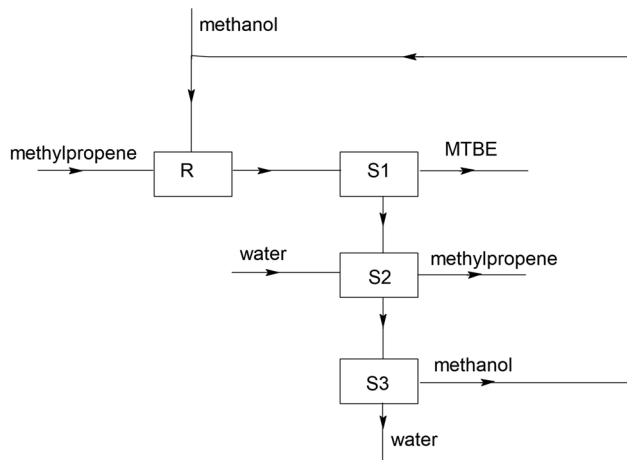 methanol
methylpropene
R
S1
MTBE
water
S2
methylpropene
S3
methanol
water